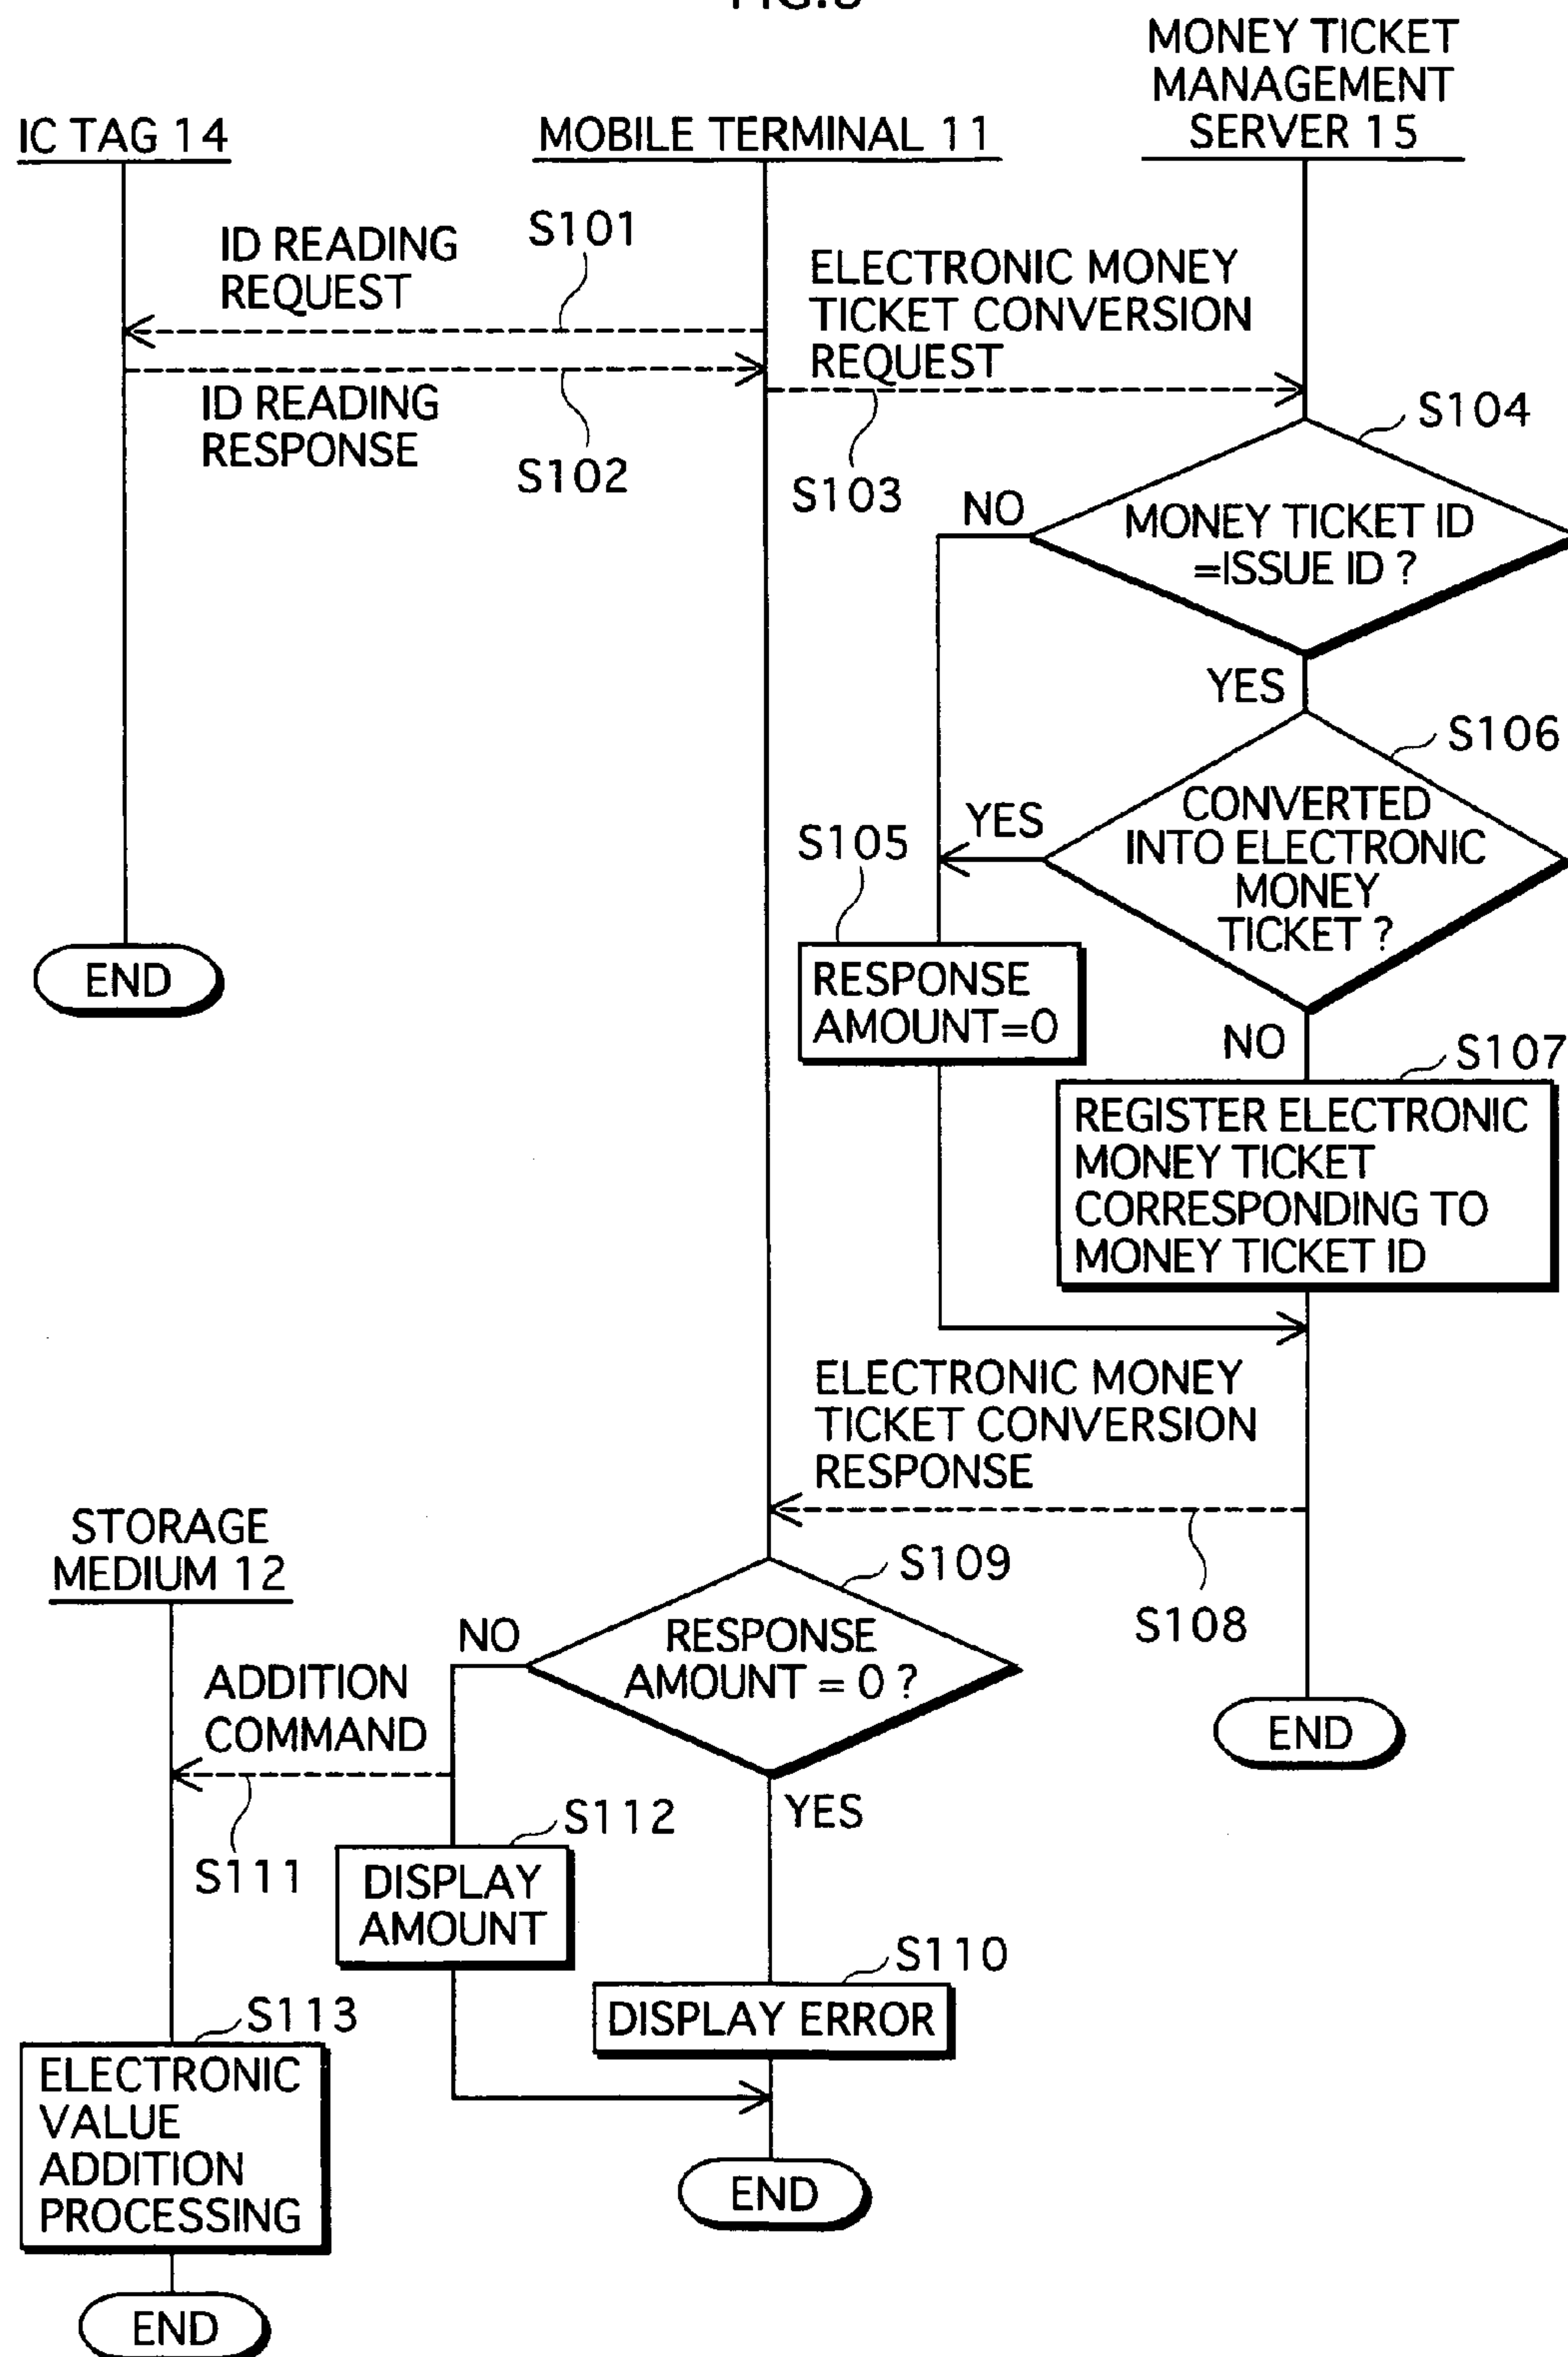 MONEY TICKET
MANAGEMENT
SERVER 15
IC TAG 14
MOBILE TERMINAL 11
ID READING
REQUEST
S101
ELECTRONIC MONEY
TICKET CONVERSION
REQUEST
ID READING
RESPONSE
S102
S103
S104
NO
MONEY TICKET ID
=ISSUE ID ?
YES
S106
CONVERTED
INTO ELECTRONIC
MONEY
TICKET ?
YES
S105
RESPONSE
AMOUNT=0
END
NO
S107
REGISTER ELECTRONIC
MONEY TICKET
CORRESPONDING TO
MONEY TICKET ID
ELECTRONIC MONEY
TICKET CONVERSION
RESPONSE
S108
STORAGE
MEDIUM 12
S109
NO
RESPONSE
AMOUNT = 0 ?
ADDITION
COMMAND
END
S111
YES
S112
DISPLAY
AMOUNT
S110
DISPLAY ERROR
S113
ELECTRONIC
VALUE
ADDITION
PROCESSING
END
END